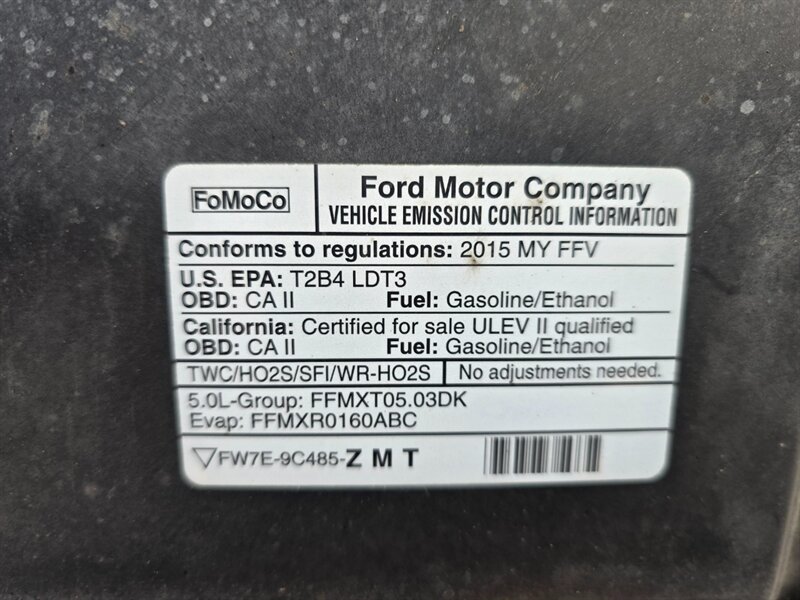 FoMoCo
Ford Motor Company
VEHICLE EMISSION CONTROL INFORMATION
Conforms to regulations: 2015 MY FFV
U.S. EPA: T2B4 LDT3
OBD: CA II Fuel: Gasoline/Ethanol
California: Certified for sale ULEV II qualified
OBD: CA II Fuel: Gasoline/Ethanol
TWC/HO2S/SFI/WR-HO2S No adjustments needed.
5.0L-Group: FFMXT05.03DK
Evap: FFMXR0160ABC
▽FW7E-9C485-Z M T